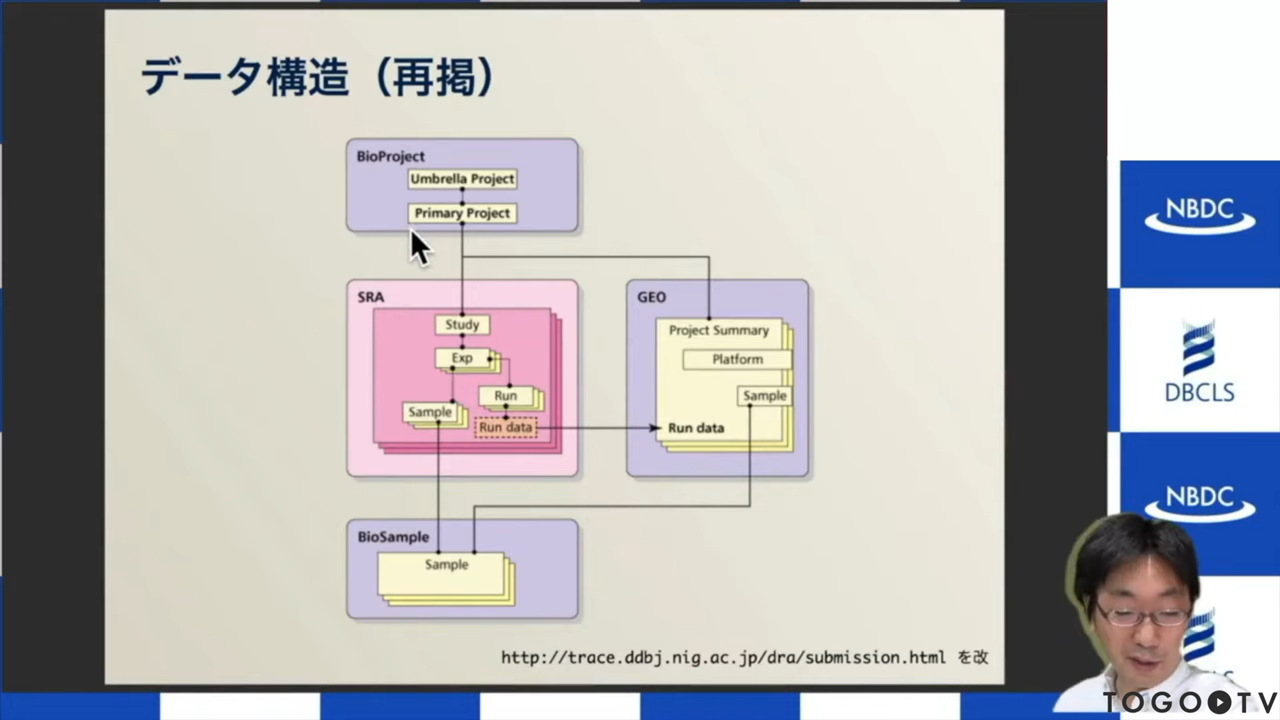 データ構造（再掲）
BioProject
Umbrella Project
Primary Project
SRA
Study
Exp
Run
Sample
Run data
GEO
Project Summary
Platform
Sample
Run data
BioSample
Sample
http://trace.ddbj.nig.ac.jp/dra/submission.html を改
NBDC
DBCLS
NBDC
TOGO TV